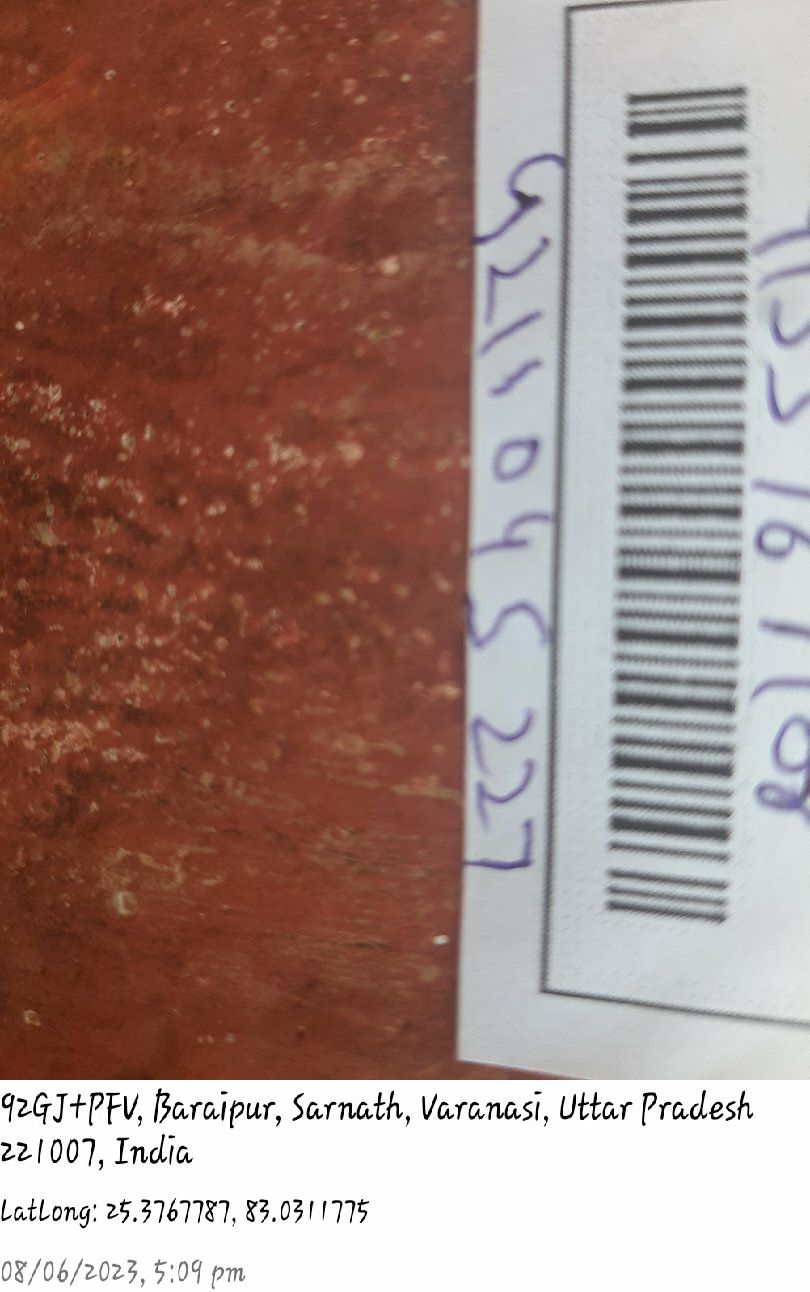 9211045227
92GJ+PFV, Baraipur, Sarnath, Varanasi, Uttar Pradesh
221007, India
LatLong: 25.3767787, 83.0311775
08/06/2023, 5:09 pm